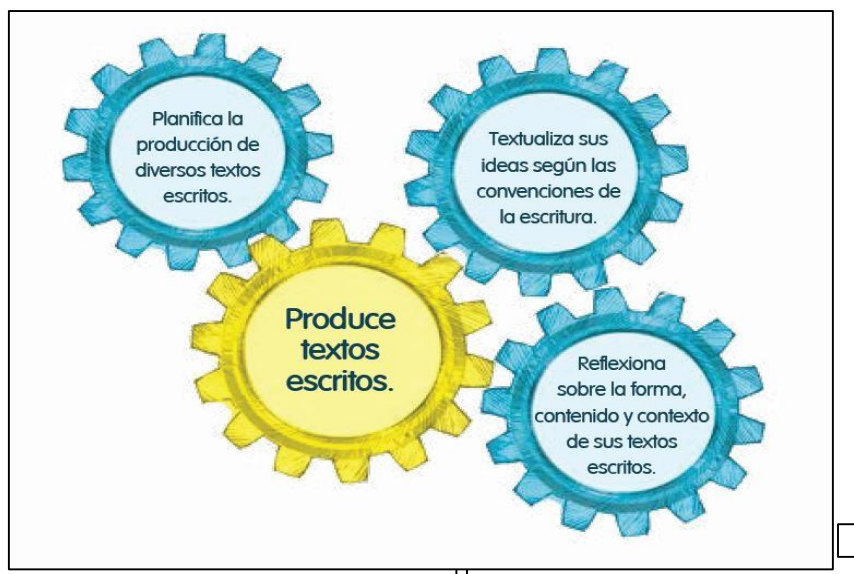 Planifica la
producción de
diversos textos
escritos.
Textualiza sus
ideas según las
convenciones de
la escritura.
Produce
textos
escritos.
Reflexiona
sobre la forma,
contenido y contexto
de sus textos
escritos.